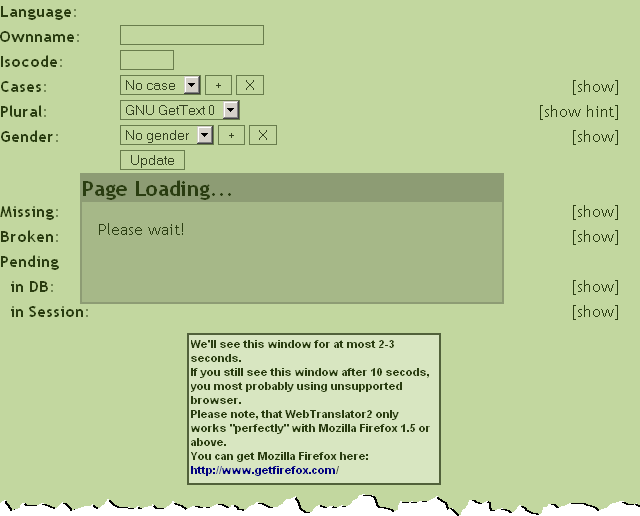 Language:
Ownname:
Isocode:
Cases: No case + X [show]
Plural: GNU GetText 0 [show hint]
Gender: No gender + X [show]
Update
Page Loading...
Please wait!
Missing: [show]
Broken: [show]
Pending
in DB: [show]
in Session: [show]
We'll see this window for at most 2-3
seconds.
If you still see this window after 10 secods,
you most probably using unsupported
browser.
Please note, that WebTranslator2 only
works "perfectly" with Mozilla Firefox 1.5 or
above.
You can get Mozilla Firefox here:
http://www.getfirefox.com/